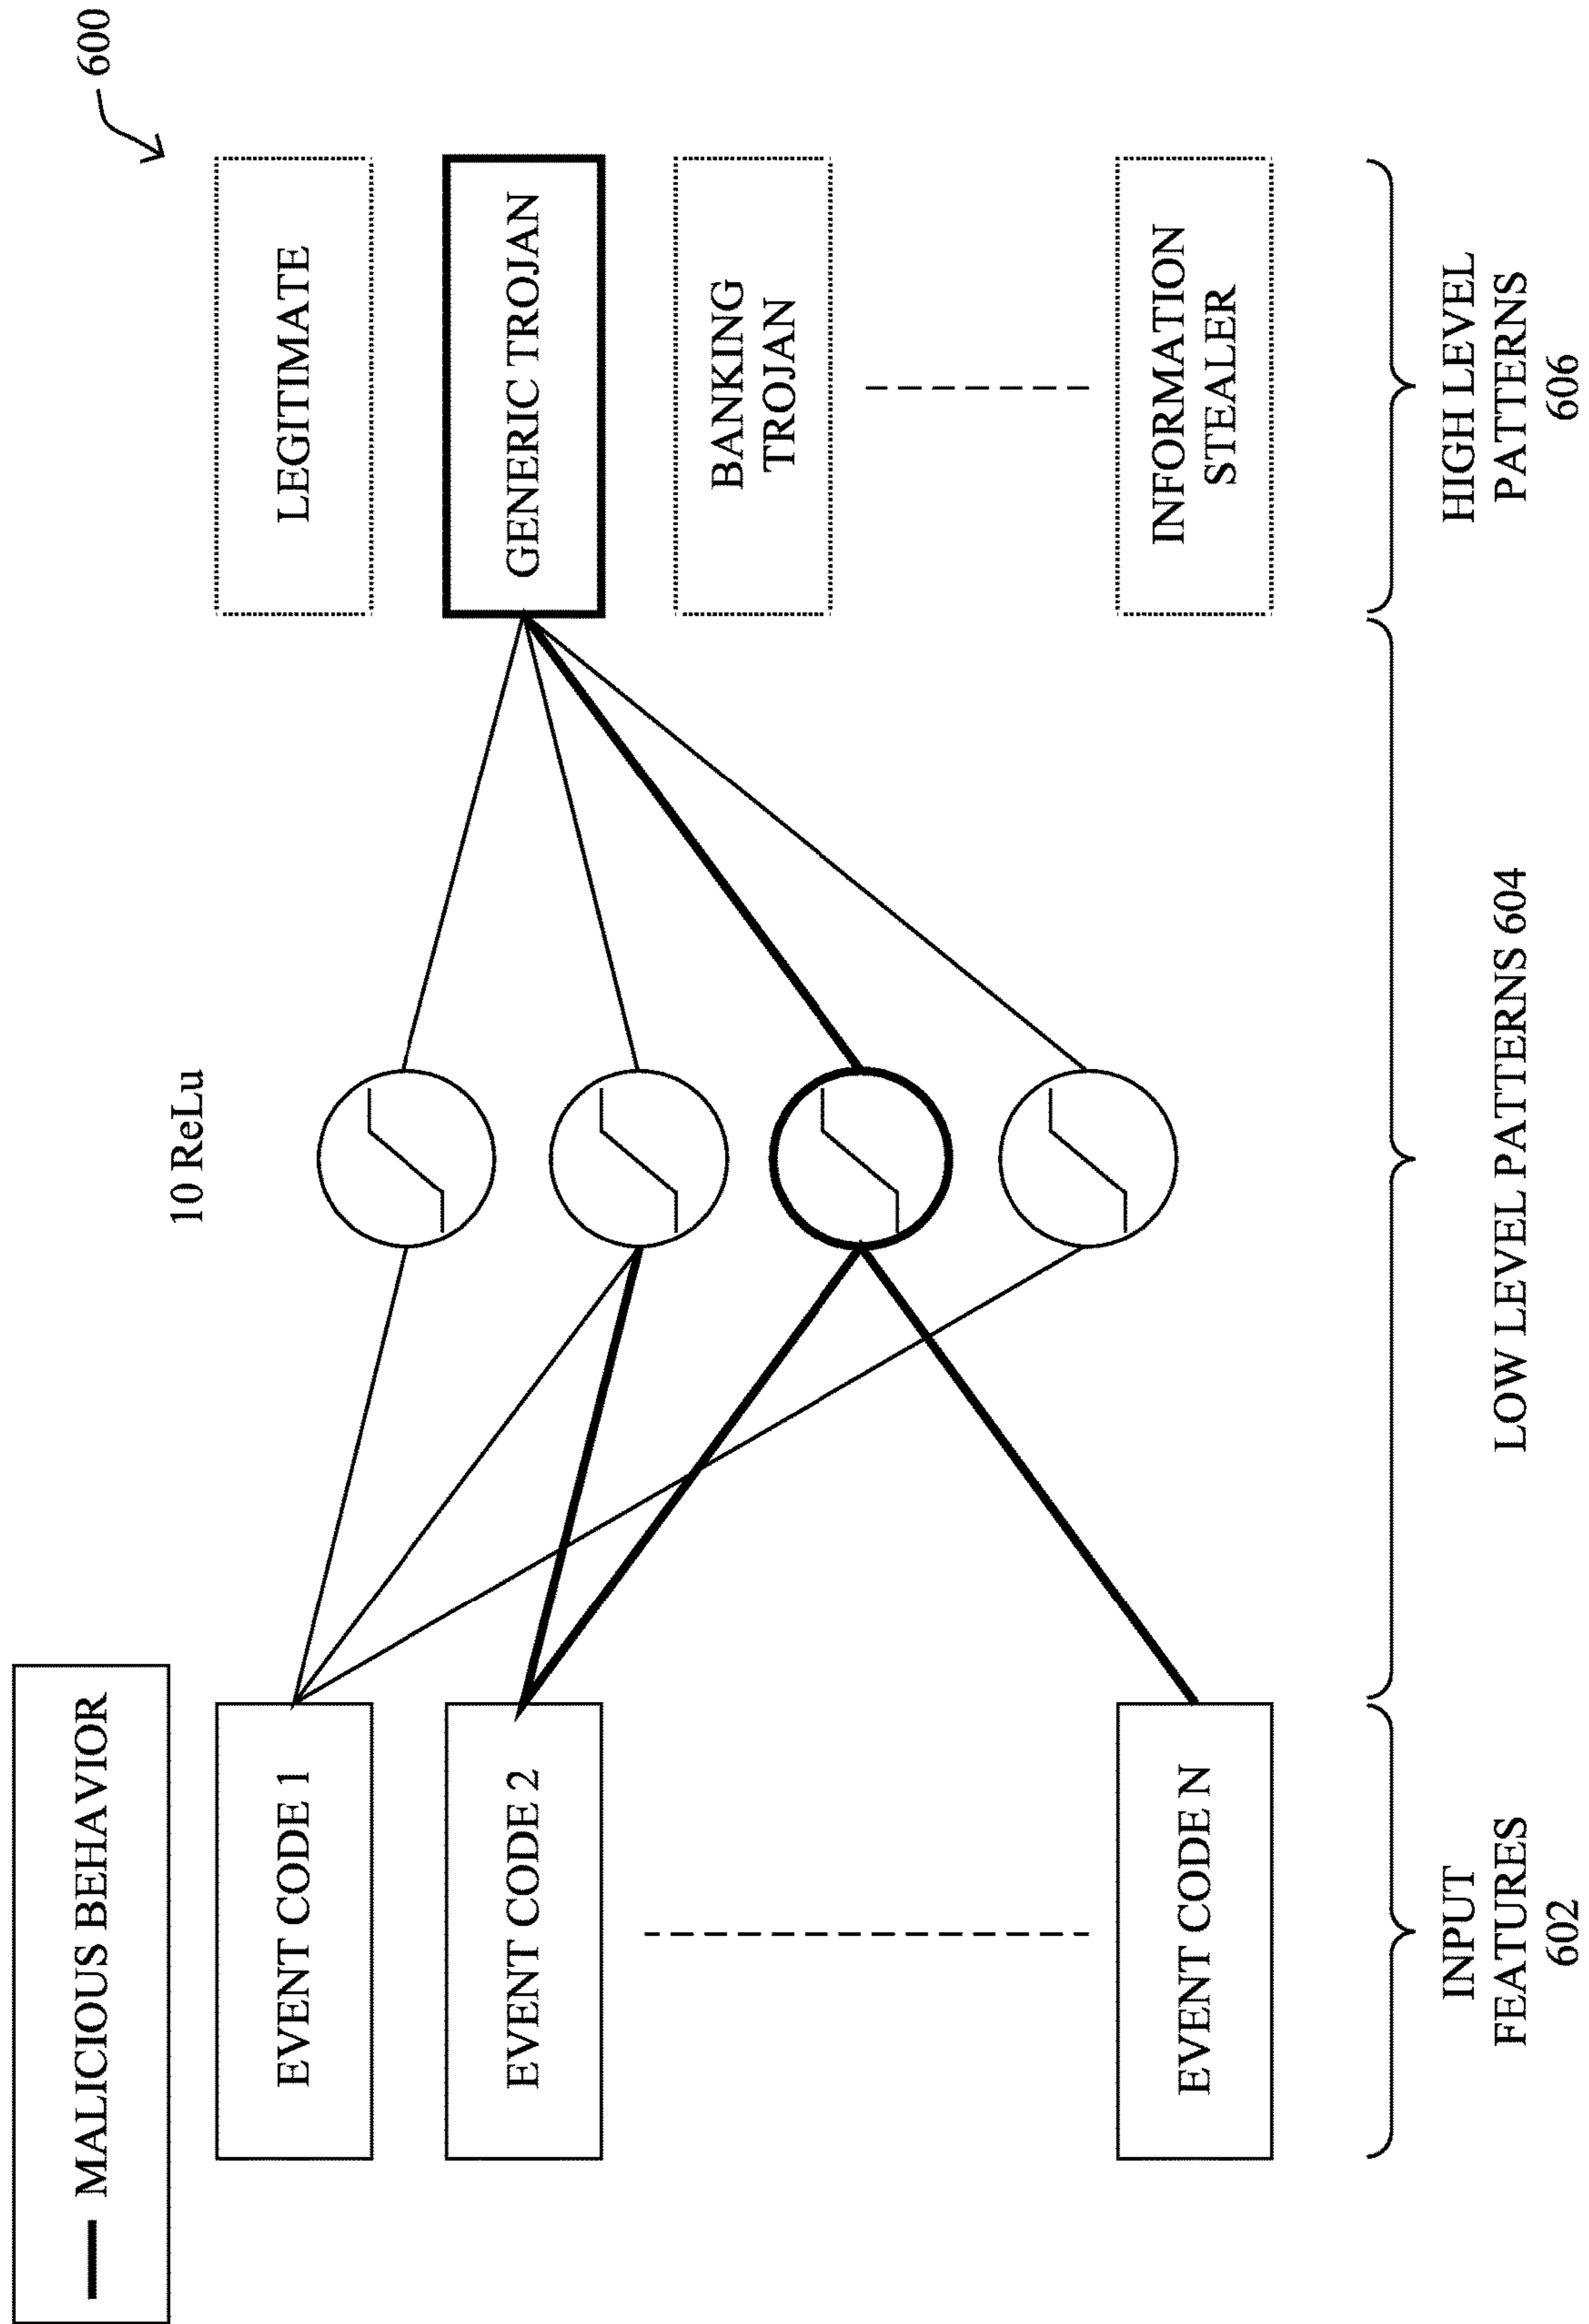 MALICIOUS BEHAVIOR
600
10 ReLu
EVENT CODE 1
EVENT CODE 2
EVENT CODE N
LEGITIMATE
GENERIC TROJAN
BANKING
TROJAN
INFORMATION
STEALER
INPUT
FEATURES
602
LOW LEVEL PATTERNS 604
HIGH LEVEL
PATTERNS
606